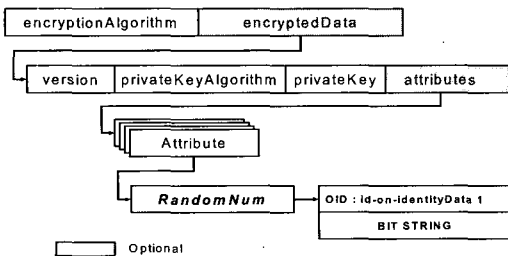 encryptionAlgorithm encryptedData
version privateKeyAlgorithm privateKey attributes
Attribute
RandomNum OID : id-on-identityData 1
BIT STRING
Optional